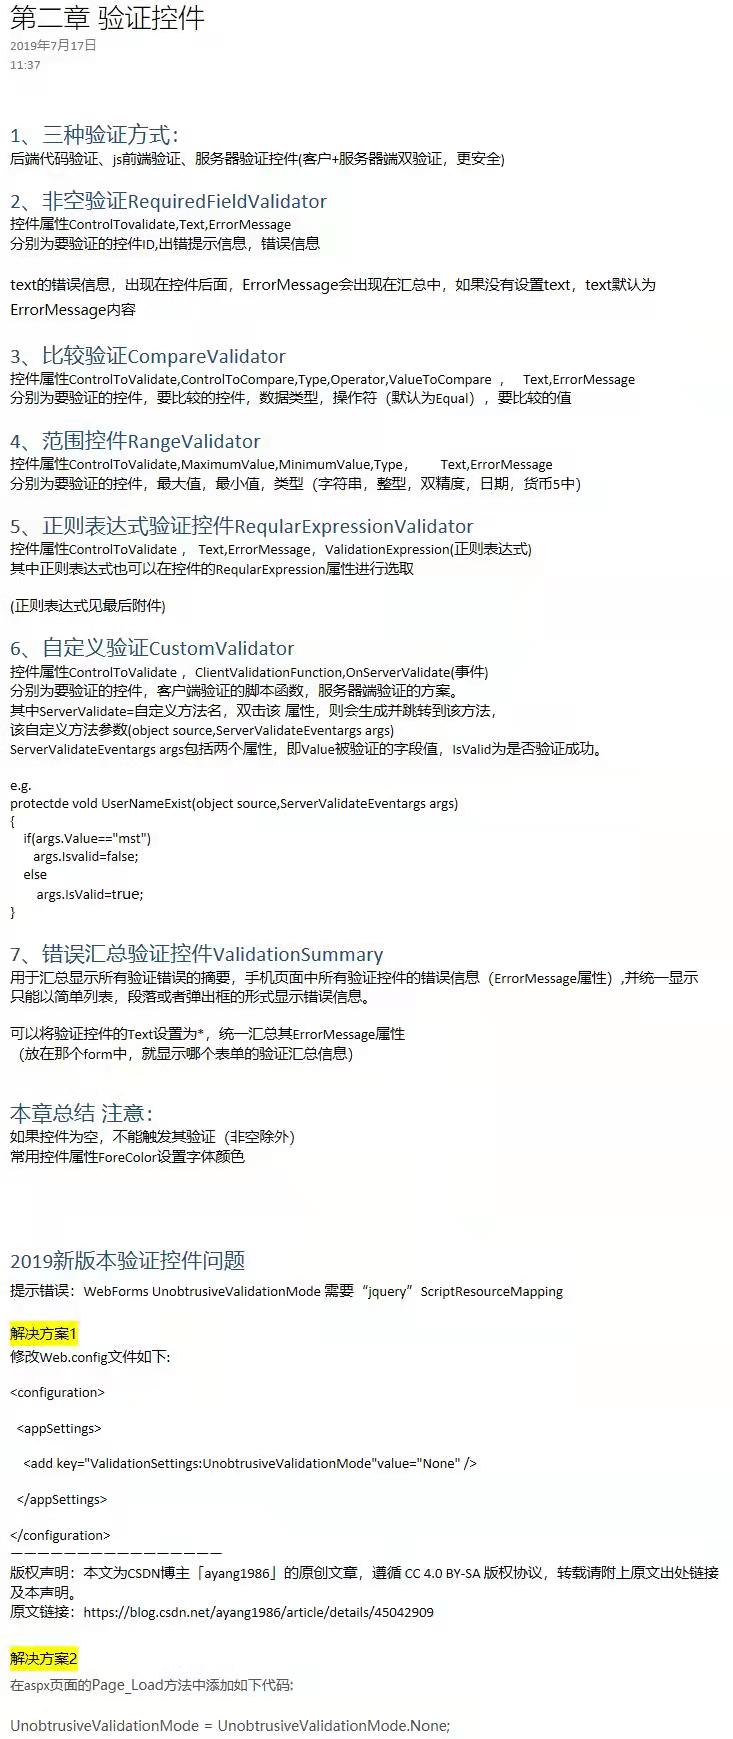 第二章 验证控件
2019年7月17日
11:37
1、三种验证方式：
后端代码验证、js前端验证、服务器验证控件(客户+服务器端双验证，更安全)
2、非空验证RequiredFieldValidator
控件属性ControlTovalidate,Text,ErrorMessage
分别为要验证的控件ID,出错提示信息，错误信息
text的错误信息，出现在控件后面，ErrorMessage会出现在汇总中，如果没有设置text，text默认为
ErrorMessage内容
3、比较验证CompareValidator
控件属性ControlToValidate,ControlToCompare,Type,Operator,ValueToCompare ， Text,ErrorMessage
分别为要验证的控件，要比较的控件，数据类型，操作符（默认为Equal），要比较的值
4、范围控件RangeValidator
控件属性ControlToValidate,MaximumValue,MinimumValue,Type， Text,ErrorMessage
分别为要验证的控件，最大值，最小值，类型（字符串，整型，双精度，日期，货币5中）
5、正则表达式验证控件ReqularExpressionValidator
控件属性ControlToValidate ， Text,ErrorMessage，ValidationExpression(正则表达式)
其中正则表达式也可以在控件的ReqularExpression属性进行选取
(正则表达式见最后附件)
6、自定义验证CustomValidator
控件属性ControlToValidate ，ClientValidationFunction,OnServerValidate(事件)
分别为要验证的控件，客户端验证的脚本函数，服务器端验证的方案。
其中ServerValidate=自定义方法名，双击该 属性，则会生成并跳转到该方法，
该自定义方法参数(object source,ServerValidateEventargs args)
ServerValidateEventargs args包括两个属性，即Value被验证的字段值，IsValid为是否验证成功。
e.g.
protectde void UserNameExist(object source,ServerValidateEventargs args)
{
if(args.Value=="mst")
args.Isvalid=false;
else
args.IsValid=true;
}
7、错误汇总验证控件ValidationSummary
用于汇总显示所有验证错误的摘要，手机页面中所有验证控件的错误信息（ErrorMessage属性）,并统一显示
只能以简单列表，段落或者弹出框的形式显示错误信息。
可以将验证控件的Text设置为*，统一汇总其ErrorMessage属性
（放在那个form中，就显示哪个表单的验证汇总信息）
本章总结 注意：
如果控件为空，不能触发其验证（非空除外）
常用控件属性ForeColor设置字体颜色
2019新版本验证控件问题
提示错误：WebForms UnobtrusiveValidationMode 需要“jquery”ScriptResourceMapping
解决方案1
修改Web.config文件如下:
<configuration>
<appSettings>
<add key="ValidationSettings:UnobtrusiveValidationMode"value="None" />
</appSettings>
</configuration>
————————————————
版权声明：本文为CSDN博主「ayang1986」的原创文章，遵循 CC 4.0 BY-SA 版权协议，转载请附上原文出处链接
及本声明。
原文链接：https://blog.csdn.net/ayang1986/article/details/45042909
解决方案2
在aspx页面的Page_Load方法中添加如下代码:
UnobtrusiveValidationMode = UnobtrusiveValidationMode.None;